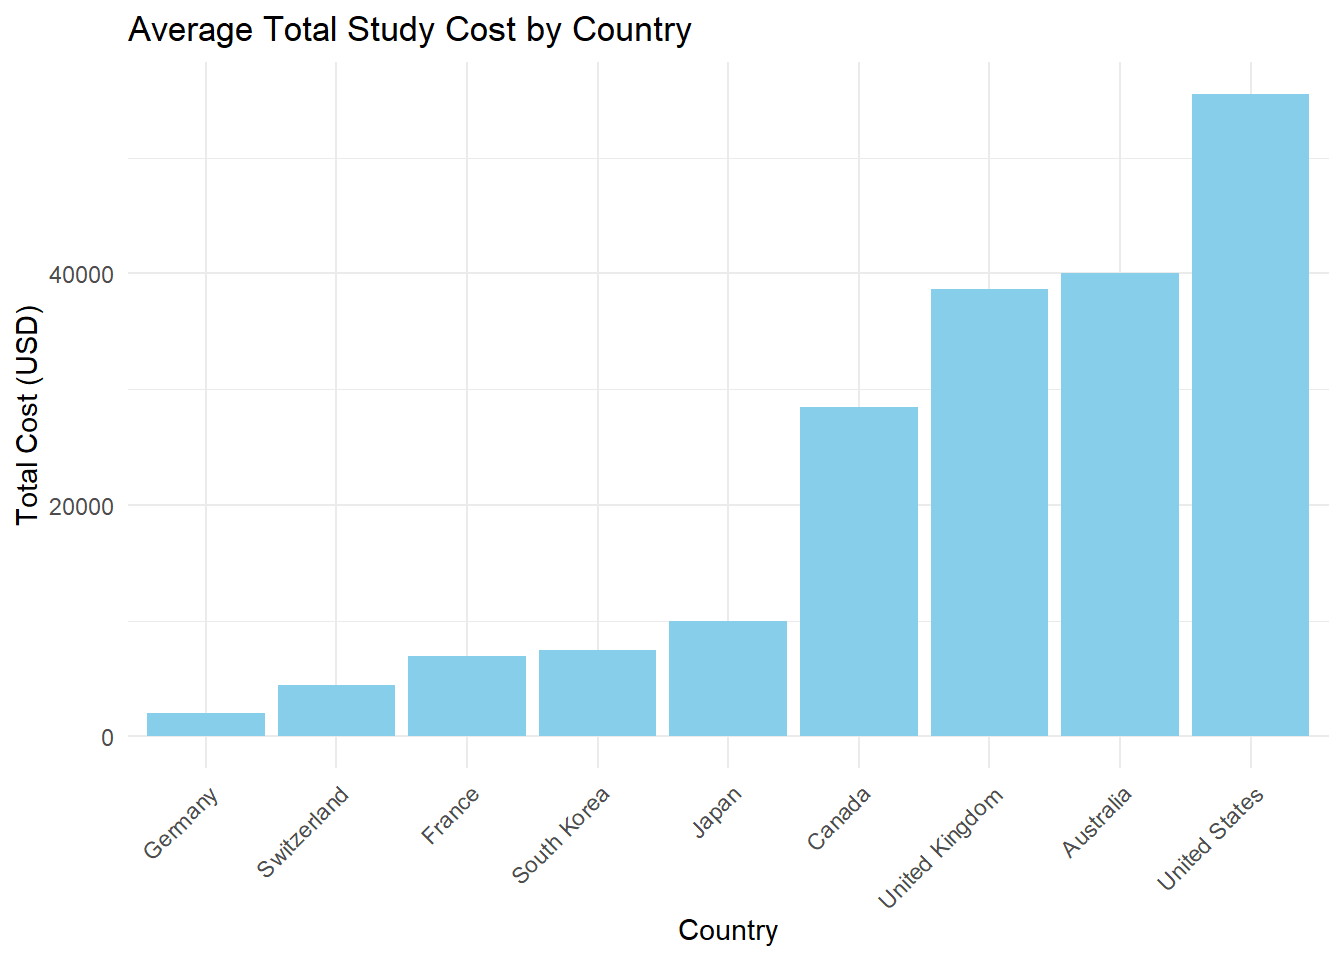 Average Total Study Cost by Country
Total Cost (USD)
40000
20000
0
Germany
Switzerland
France
South Korea
Japan
Canada
United Kingdom
Australia
United States
Country